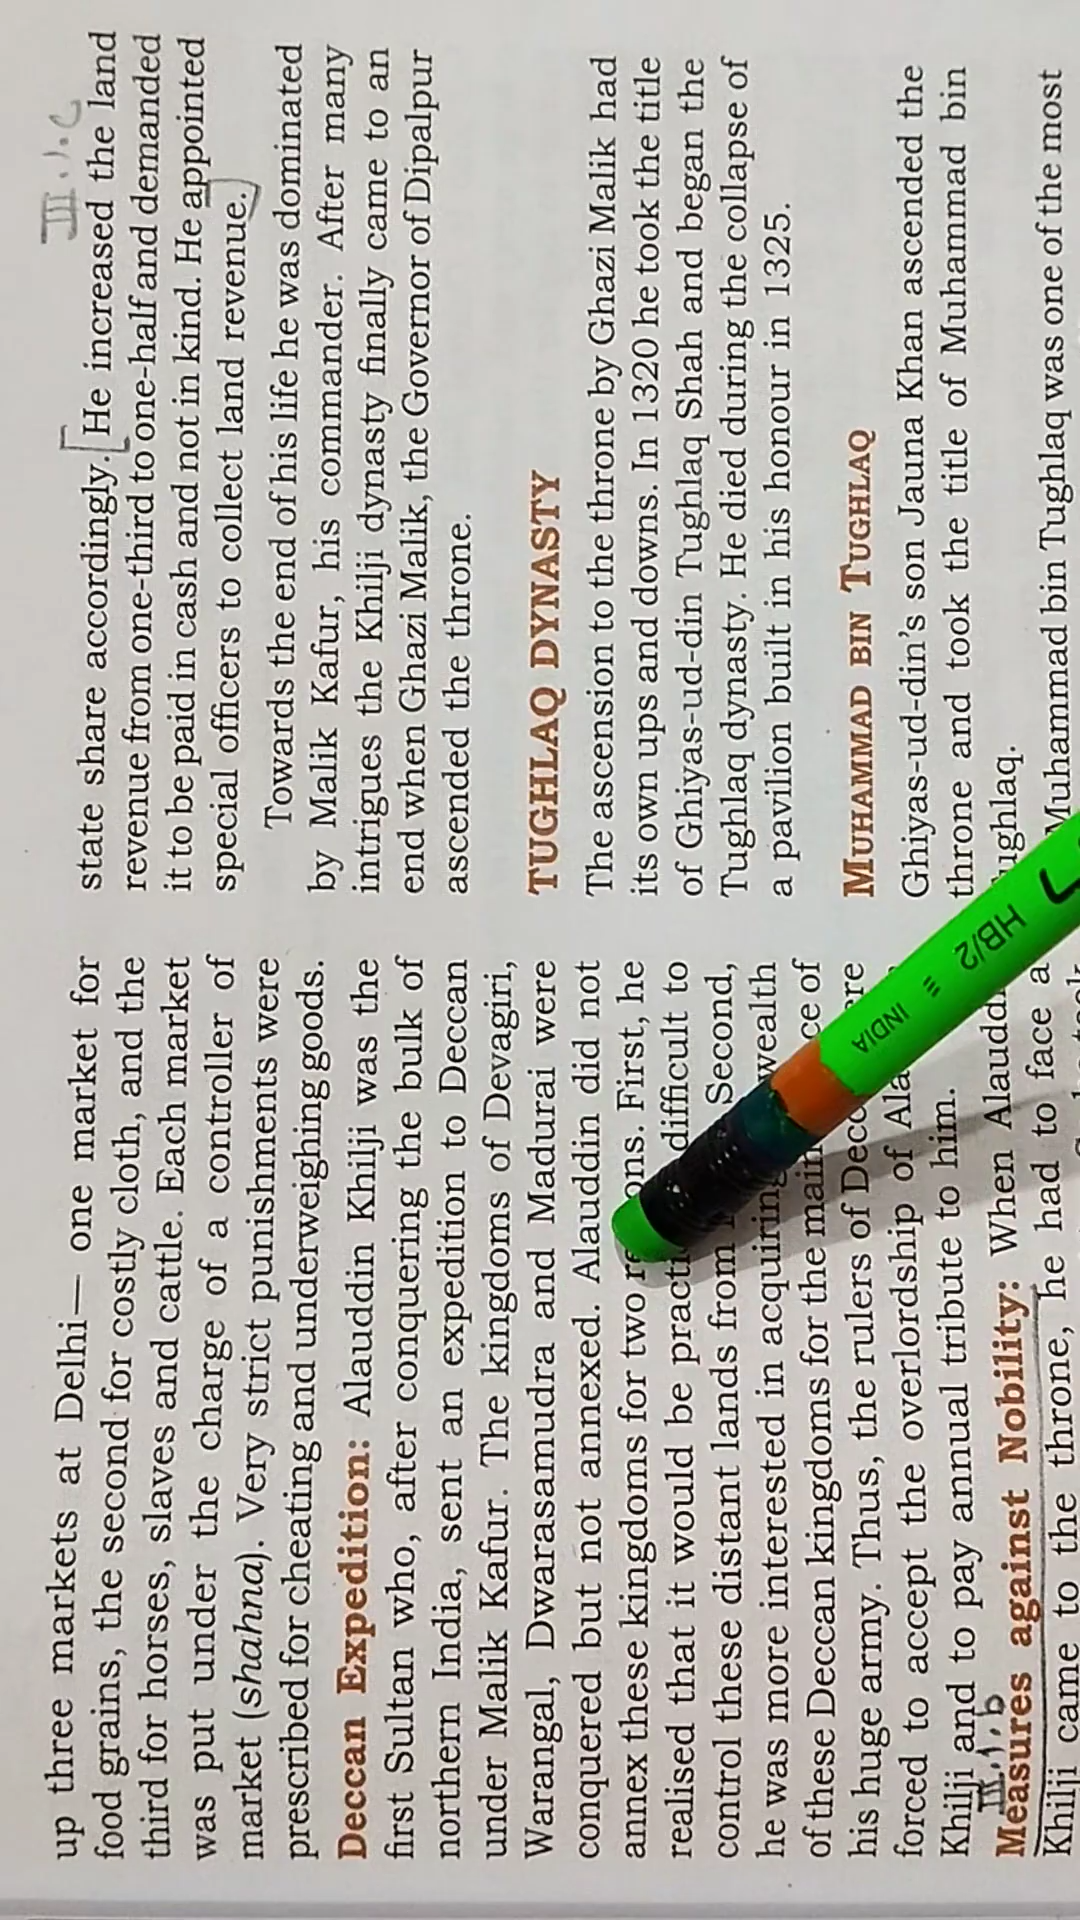 up three markets at Delhi— one market for
food grains, the second for costly cloth, and the
third for horses, slaves and cattle. Each market
was put under the charge of a controller of
market (shahna). Very strict punishments were
prescribed for cheating and underweighing goods.
Deccan Expedition: Alauddin Khilji was the
first Sultan who, after conquering the bulk of
northern India, sent an expedition to Deccan
under Malik Kafur. The kingdoms of Devagiri,
Warangal, Dwarasamudra and Madurai were
conquered but not annexed. Alauddin did not
annex these kingdoms for two ons. First, he
realised that it would be difficult to
control these distant lands from Second,
he was more interested in acquiring wealth
of these Deccan kingdoms for the
his huge army. Thus, the rulers of
forced to accept the overlordship of
Khilji and to pay annual tribute to him.
III.1.b
Measures against Nobility: When
Khilji came to the throne, he had to face a
III.1.c
state share accordingly. [He increased the land
revenue from one-third to one-half and demanded
it to be paid in cash and not in kind. He appointed
special officers to collect land revenue.]
Towards the end of his life he was dominated
by Malik Kafur, his commander. After many
intrigues the Khilji dynasty finally came to an
end when Ghazi Malik, the Governor of Dipalpur
ascended the throne.
TUGHLAQ DYNASTY
The ascension to the throne by Ghazi Malik had
its own ups and downs. In 1320 he took the title
of Ghiyas-ud-din Tughlaq Shah and began the
Tughlaq dynasty. He died during the collapse of
a pavilion built in his honour in 1325.
MUHAMMAD BIN TUGHLAQ
Ghiyas-ud-din's son Jauna Khan ascended the
throne and took the title of Muhammad bin
ughlaq.
Muhammad bin Tughlaq was one of the most
INDIA HB/2